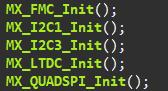 MX_FMC_Init();
MX_I2C1_Init();
MX_I2C3_Init();
MX_LTDC_Init();
MX_QUADSPI_Init();